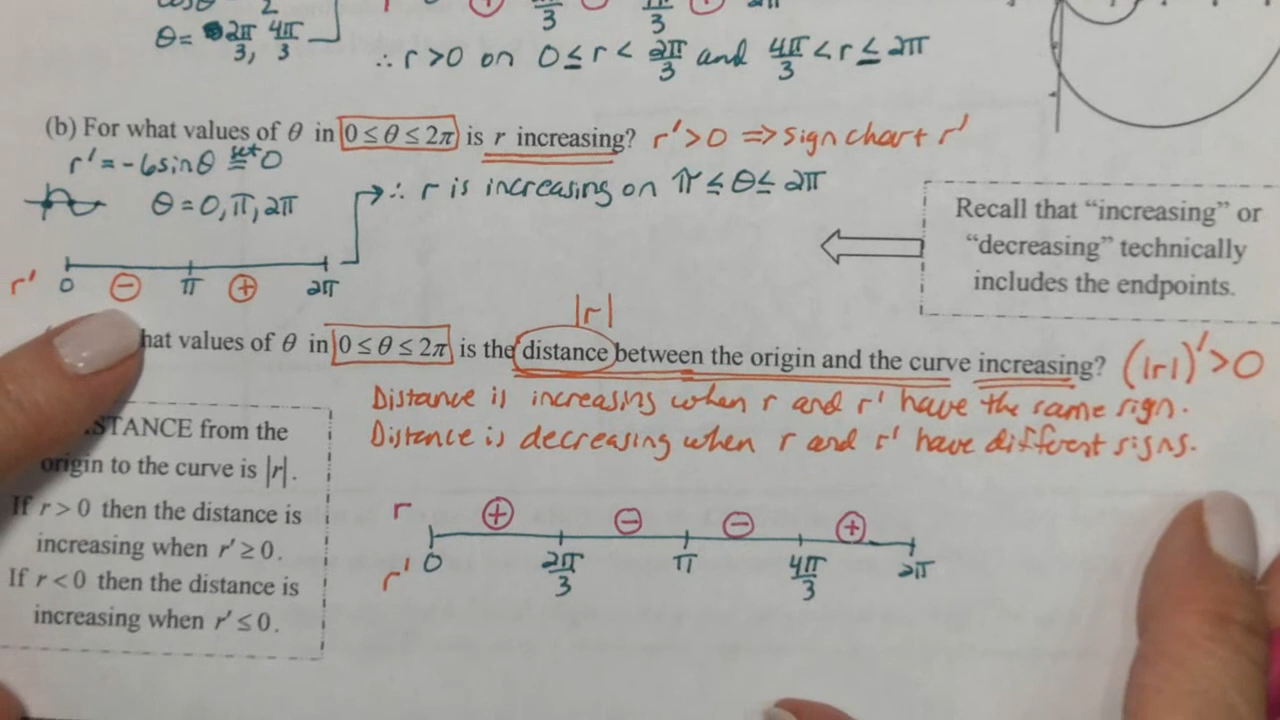 θ = 2π/3, 4π/3
∴ r > 0 on 0 ≤ r < 2π/3 and 4π/3 < r ≤ 2π
(b) For what values of θ in 0 ≤ θ ≤ 2π is r increasing? r' > 0 => sign chart r'
r' = -6sinθ set= 0
θ = 0, π, 2π
∴ r is increasing on π ≤ θ ≤ 2π
r' 0 − π + 2π
Recall that “increasing” or
“decreasing” technically
includes the endpoints.
|r|
hat values of θ in 0 ≤ θ ≤ 2π is the distance between the origin and the curve increasing? (|r|)' > 0
Distance is increasing when r and r' have the same sign.
Distance is decreasing when r and r' have different signs.
STANCE from the
origin to the curve is |r|.
If r > 0 then the distance is
increasing when r' ≥ 0.
If r < 0 then the distance is
increasing when r' ≤ 0.
r + − − +
r' 0 2π/3 π 4π/3 2π